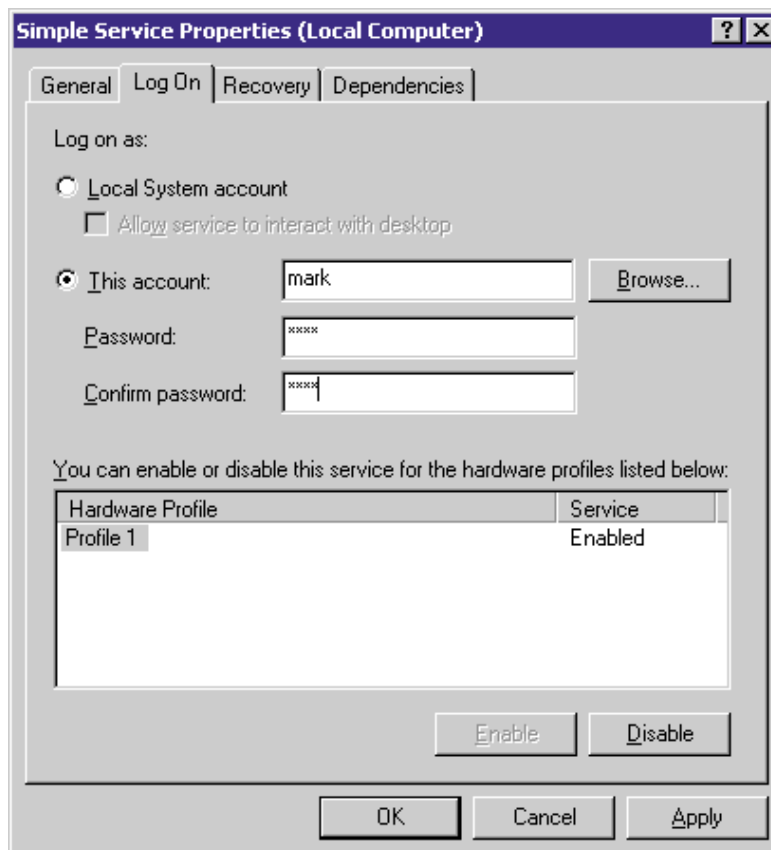 Simple Service Properties (Local Computer)
General Log On Recovery Dependencies
Log on as:
Local System account
Allow service to interact with desktop
This account: mark Browse...
Password: ****
Confirm password: ****
You can enable or disable this service for the hardware profiles listed below:
Hardware Profile Service
Profile 1 Enabled
Enable Disable
OK Cancel Apply